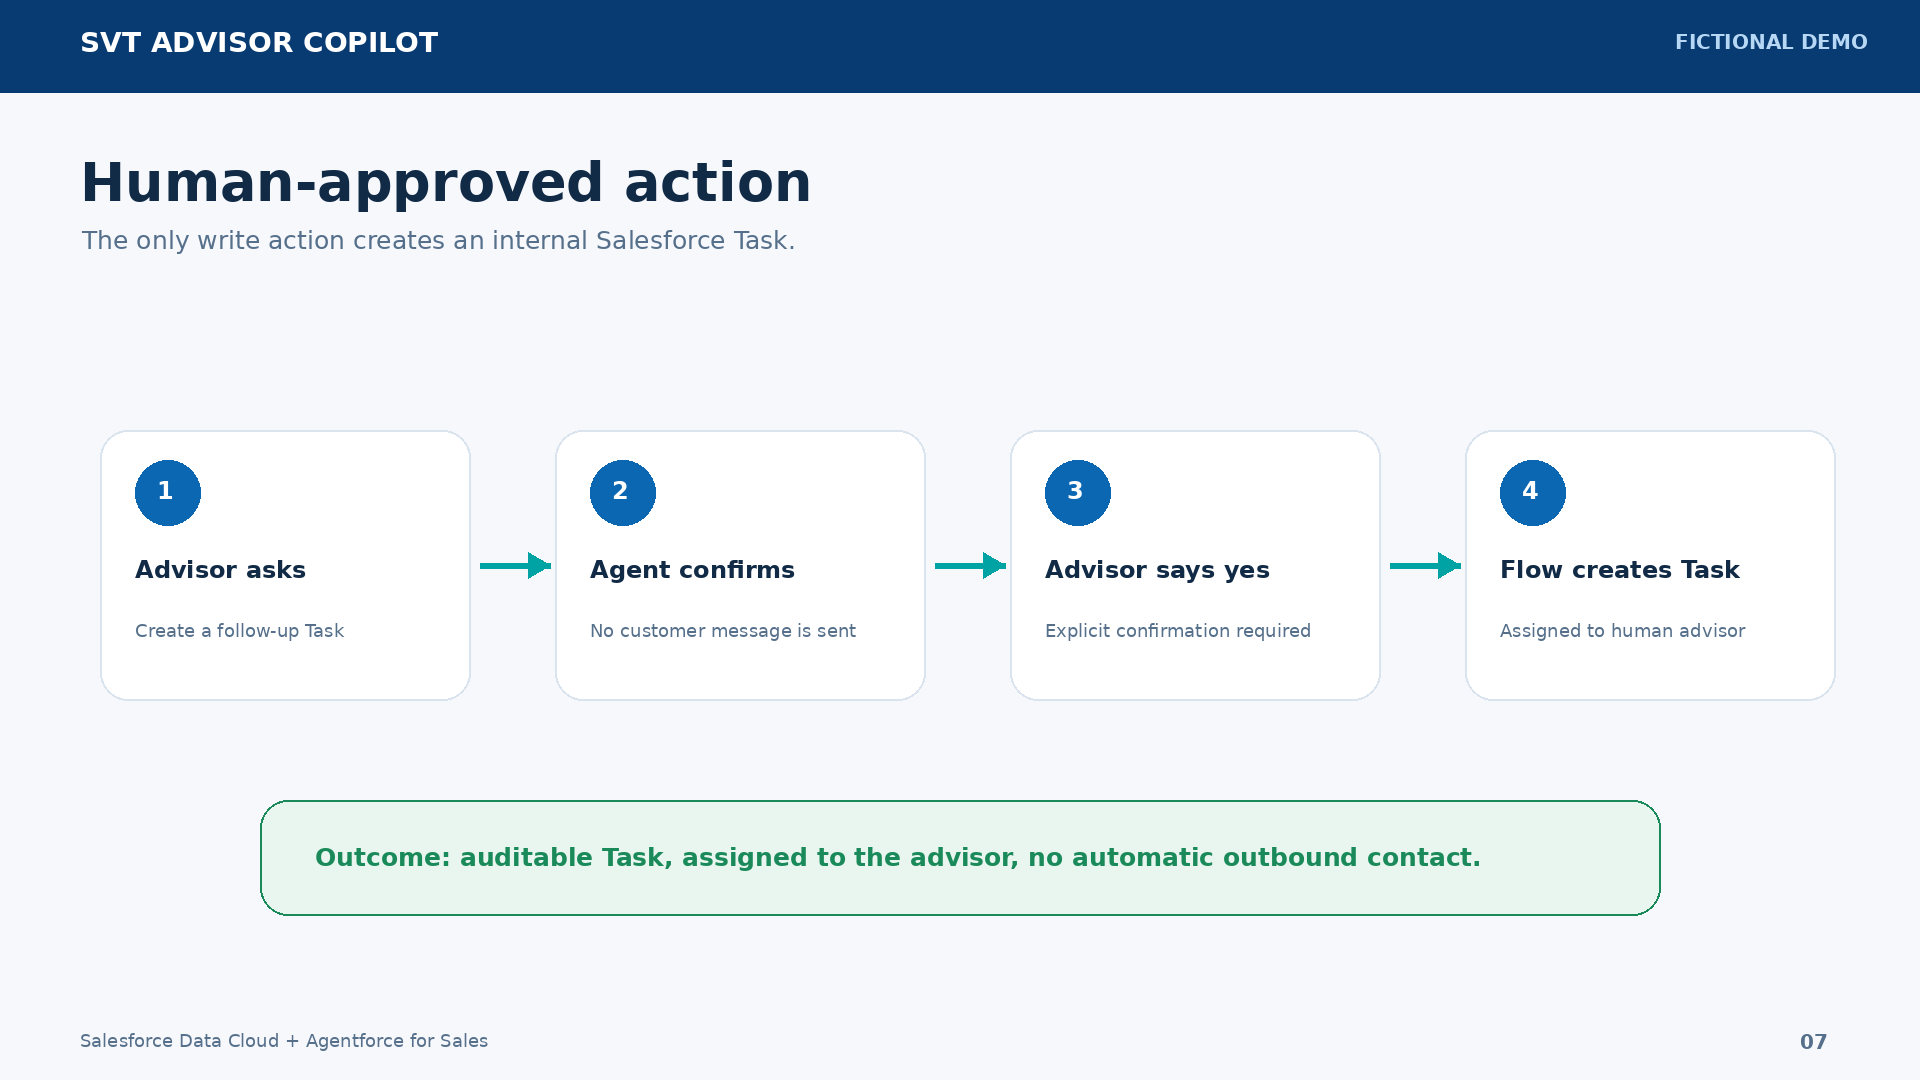 SVT ADVISOR COPILOT
FICTIONAL DEMO
Human-approved action
The only write action creates an internal Salesforce Task.
1
Advisor asks
Create a follow-up Task
2
Agent confirms
No customer message is sent
3
Advisor says yes
Explicit confirmation required
4
Flow creates Task
Assigned to human advisor
Outcome: auditable Task, assigned to the advisor, no automatic outbound contact.
Salesforce Data Cloud + Agentforce for Sales
07